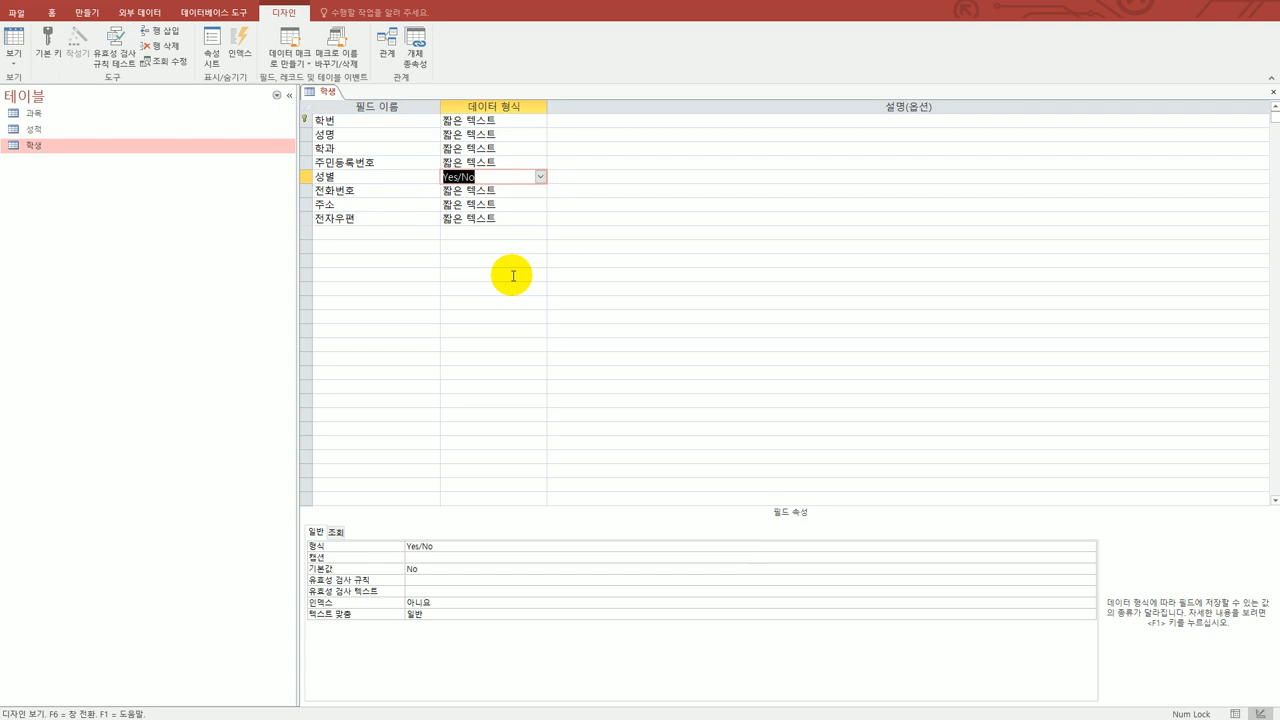 파일 홈 만들기 외부 데이터 데이터베이스 도구 디자인 수행할 작업을 알려 주세요.
보기
기본 키
작성기
유효성 검사
규칙 테스트
행 삽입
행 삭제
조회 수정
속성
시트
인덱스
데이터 매크
로 만들기
매크로 이름
바꾸기/삭제
관계
개체
종속성
보기 도구 표시/숨기기 필드, 레코드 및 테이블 이벤트 관계
테이블
과목
성적
학생
학생
필드 이름 데이터 형식 설명(옵션)
학번 짧은 텍스트
성명 짧은 텍스트
학과 짧은 텍스트
주민등록번호 짧은 텍스트
성별 Yes/No
전화번호 짧은 텍스트
주소 짧은 텍스트
전자우편 짧은 텍스트
필드 속성
일반 조회
형식 Yes/No
캡션
기본값 No
유효성 검사 규칙
유효성 검사 텍스트
인덱스 아니요
텍스트 맞춤 일반
데이터 형식에 따라 필드에 저장할 수 있는 값
의 종류가 달라집니다. 자세한 내용을 보려면
<F1> 키를 누르십시오.
디자인 보기. F6 = 창 전환. F1 = 도움말.
Num Lock